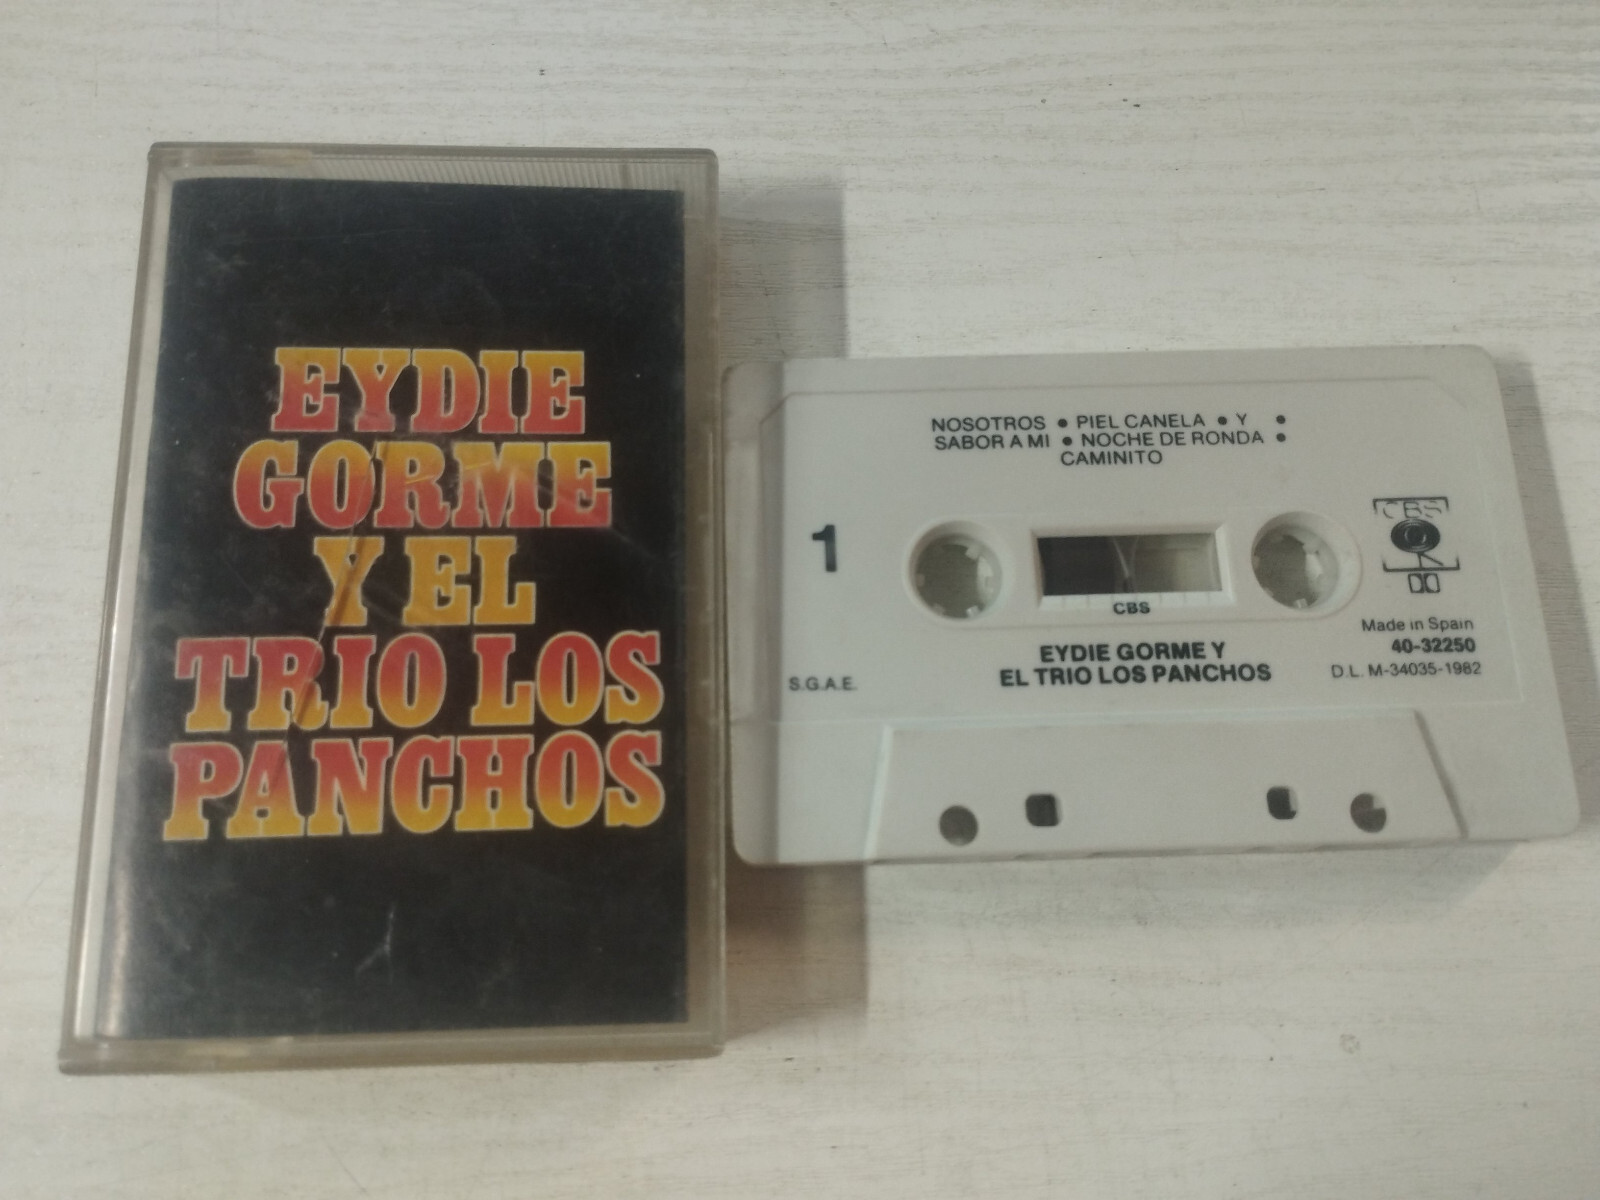 EYDIE
GORME
Y EL
TRIO LOS
PANCHOS
NOSOTROS • PIEL CANELA • Y •
SABOR A MI • NOCHE DE RONDA •
CAMINITO
1
CBS
CBS
Made in Spain
40-32250
D.L. M-34035-1982
EYDIE GORME Y
EL TRIO LOS PANCHOS
S.G.A.E.